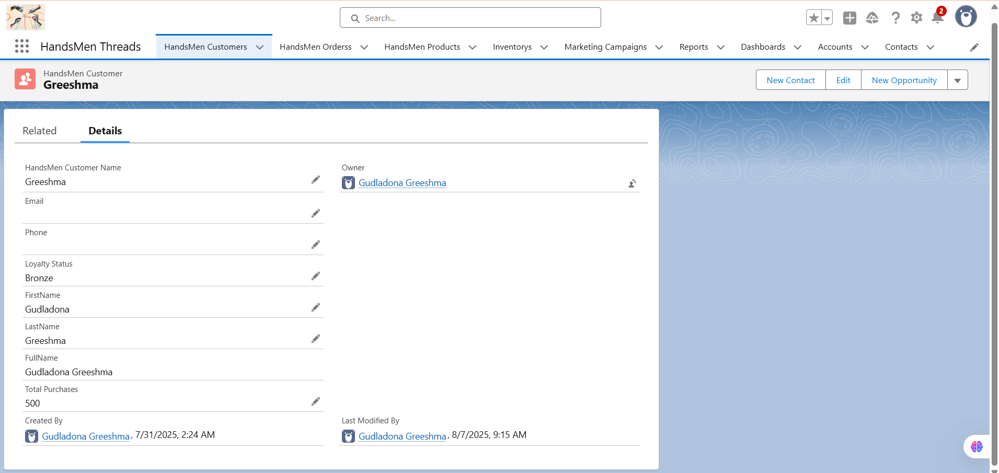 Search...
2
HandsMen Threads
HandsMen Customers
HandsMen Orderss
HandsMen Products
Inventorys
Marketing Campaigns
Reports
Dashboards
Accounts
Contacts
HandsMen Customer
Greeshma
New Contact
Edit
New Opportunity
Related
Details
HandsMen Customer Name
Greeshma
Owner
Gudladona Greeshma
Email
Phone
Loyalty Status
Bronze
FirstName
Gudladona
LastName
Greeshma
FullName
Gudladona Greeshma
Total Purchases
500
Created By
Gudladona Greeshma, 7/31/2025, 2:24 AM
Last Modified By
Gudladona Greeshma, 8/7/2025, 9:15 AM